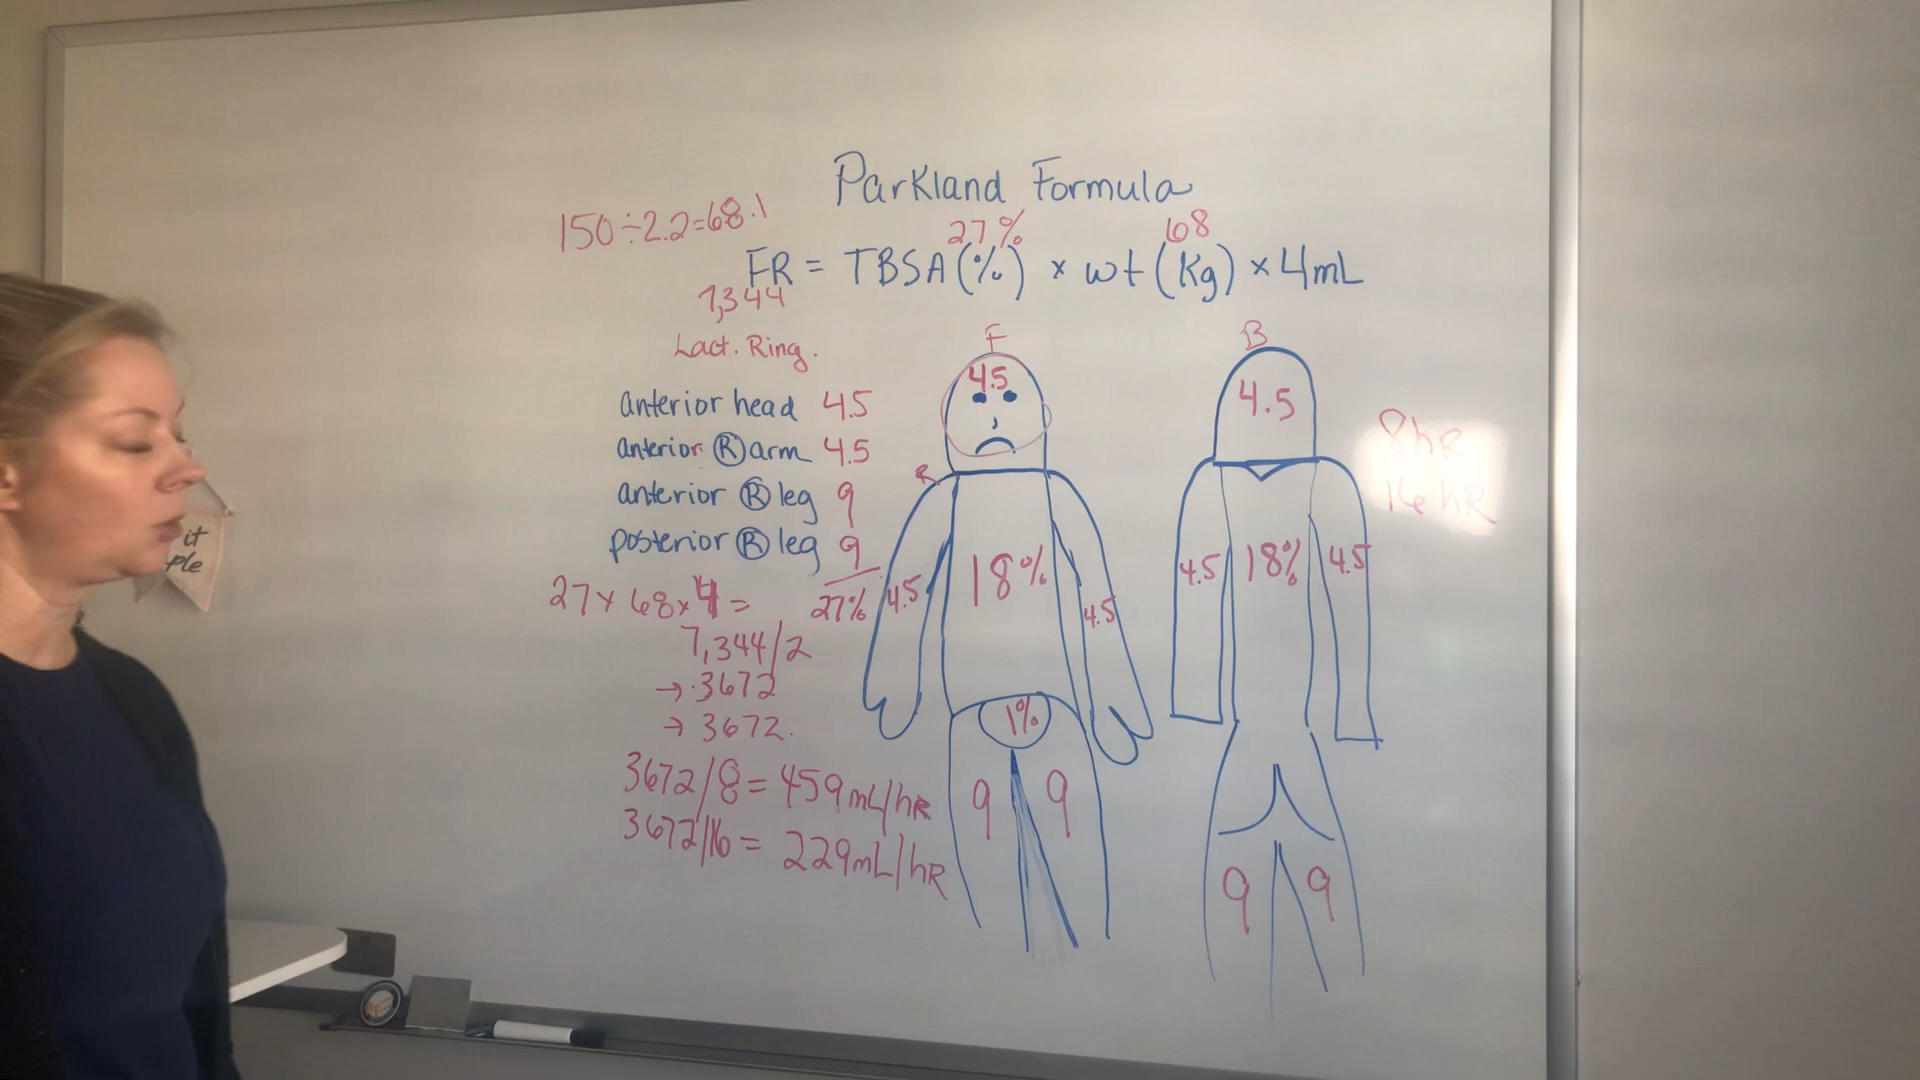 Parkland Formula
150÷2.2=68.1
27% 68
FR = TBSA(%) × wt (Kg) × 4mL
7,344
Lact. Ring.
anterior head 4.5
anterior Ⓡ arm 4.5
anterior Ⓡ leg 9
posterior Ⓡ leg 9
27%
27 × 68 × 4 =
7,344/2
→ 3672
→ 3672.
3672/8 = 459mL/hR
3672/16 = 229mL/hR
F
4.5
R
4.5 18% 4.5
1%
9 9
B
4.5
4.5 18% 4.5
9 9
8hR
16hR
it
ple